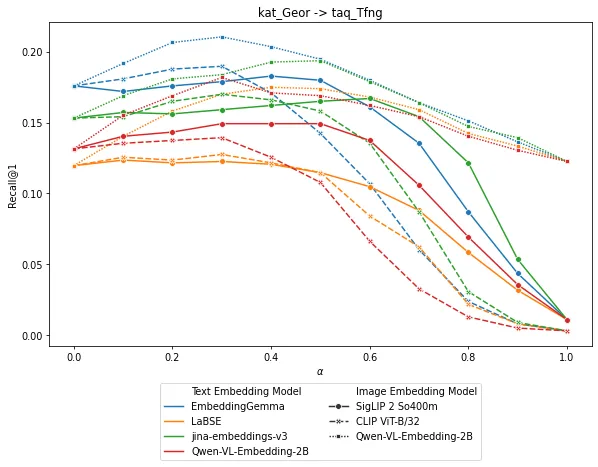 kat_Geor -> taq_Tfng
Recall@1
0.20
0.15
0.10
0.05
0.00
0.0 0.2 0.4 0.6 0.8 1.0
α
Text Embedding Model
EmbeddingGemma
LaBSE
jina-embeddings-v3
Qwen-VL-Embedding-2B
Image Embedding Model
SigLIP 2 So400m
CLIP ViT-B/32
Qwen-VL-Embedding-2B